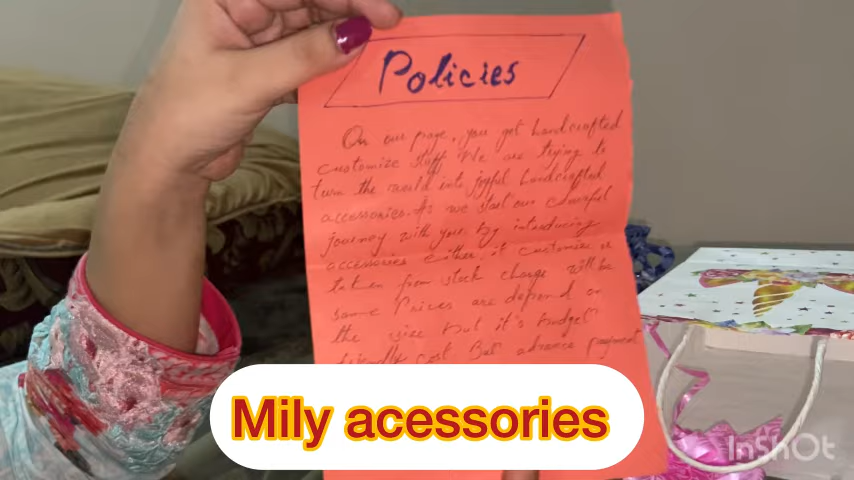 Policies
On our page, you get handcrafted
customize stuff We are trying to
turn the world into joyful handcrafted
accessories. As we start our colourful
journey with you by introducing
accessories either, it customize or
taken from stock charge will be
same Prices are depend on
the size but it's budget
friendly cost But advance payment
Mily acessories
InShOt